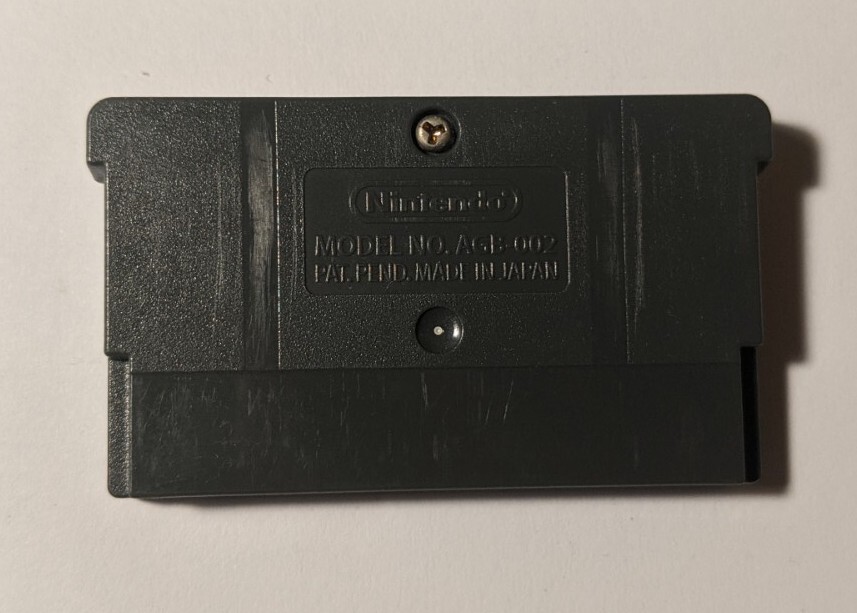 Nintendo
MODEL NO. AGB-002
PAT. PEND. MADE IN JAPAN